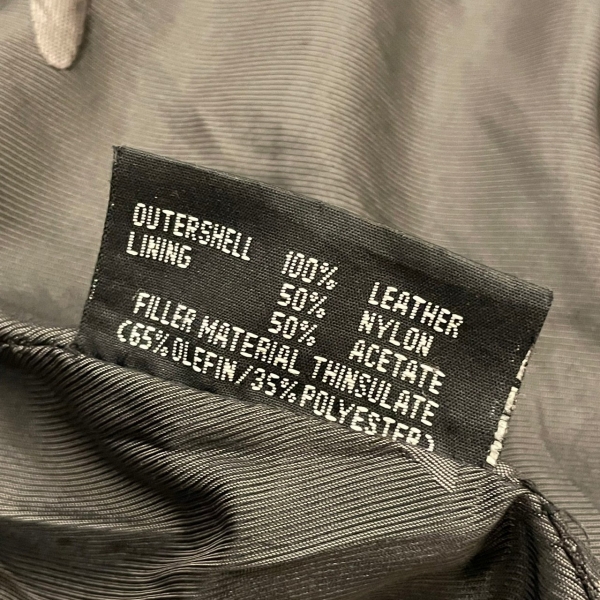 OUTERSHELL 100% LEATHER
LINING 50% NYLON
50% ACETATE
FILLER MATERIAL THINSULATE
(65% OLEFIN/35% POLYESTER)